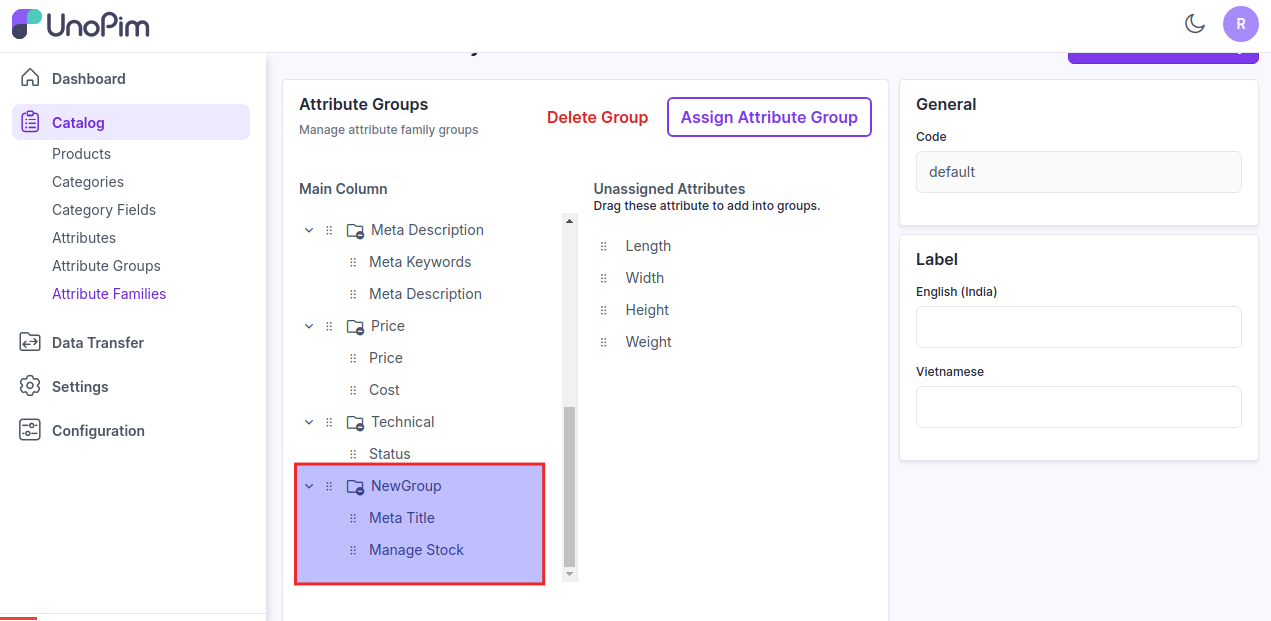 UnoPim
R
Dashboard
Catalog
Products
Categories
Category Fields
Attributes
Attribute Groups
Attribute Families
Data Transfer
Settings
Configuration
Attribute Groups
Manage attribute family groups
Delete Group
Assign Attribute Group
Main Column
Meta Description
Meta Keywords
Meta Description
Price
Price
Cost
Technical
Status
NewGroup
Meta Title
Manage Stock
Unassigned Attributes
Drag these attribute to add into groups.
Length
Width
Height
Weight
General
Code
default
Label
English (India)
Vietnamese